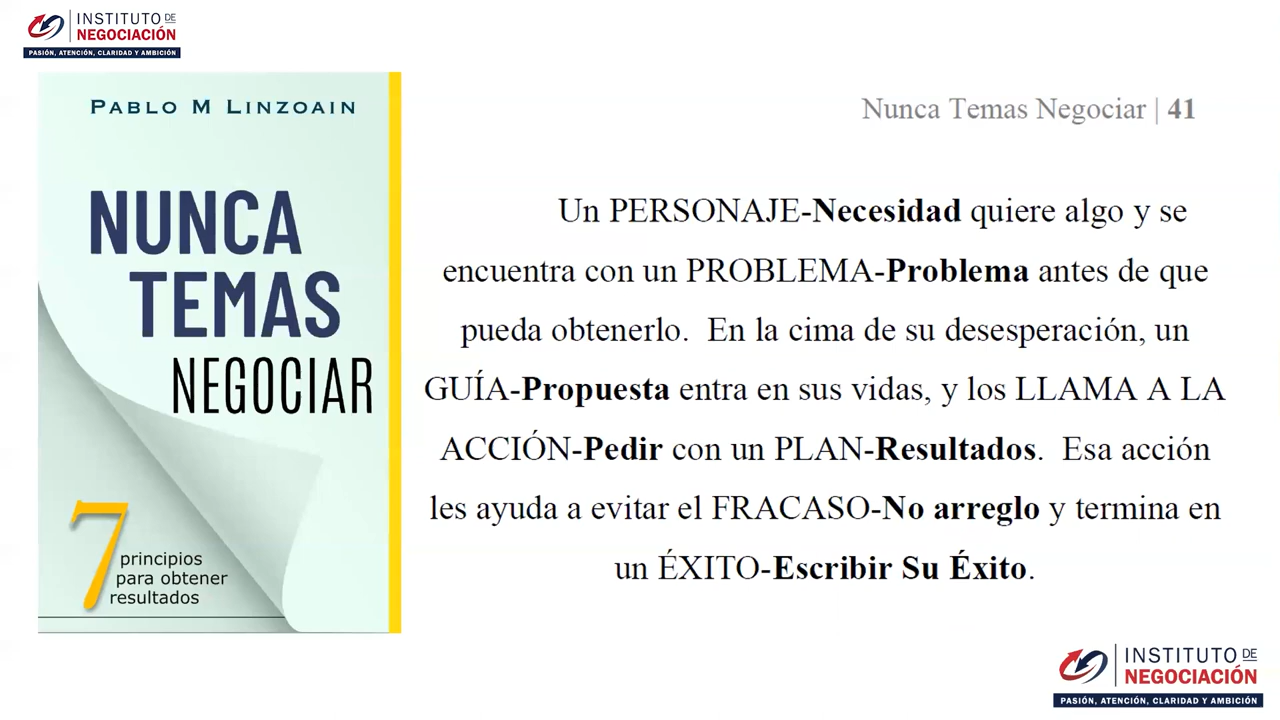 INSTITUTO DE
NEGOCIACIÓN
PASIÓN, ATENCIÓN, CLARIDAD Y AMBICIÓN
PABLO M LINZOAIN
NUNCA
TEMAS
NEGOCIAR
7
principios
para obtener
resultados
Nunca Temas Negociar | 41
Un PERSONAJE-Necesidad quiere algo y se
encuentra con un PROBLEMA-Problema antes de que
pueda obtenerlo. En la cima de su desesperación, un
GUÍA-Propuesta entra en sus vidas, y los LLAMA A LA
ACCIÓN-Pedir con un PLAN-Resultados. Esa acción
les ayuda a evitar el FRACASO-No arreglo y termina en
un ÉXITO-Escribir Su Éxito.
INSTITUTO DE
NEGOCIACIÓN
PASIÓN, ATENCIÓN, CLARIDAD Y AMBICIÓN